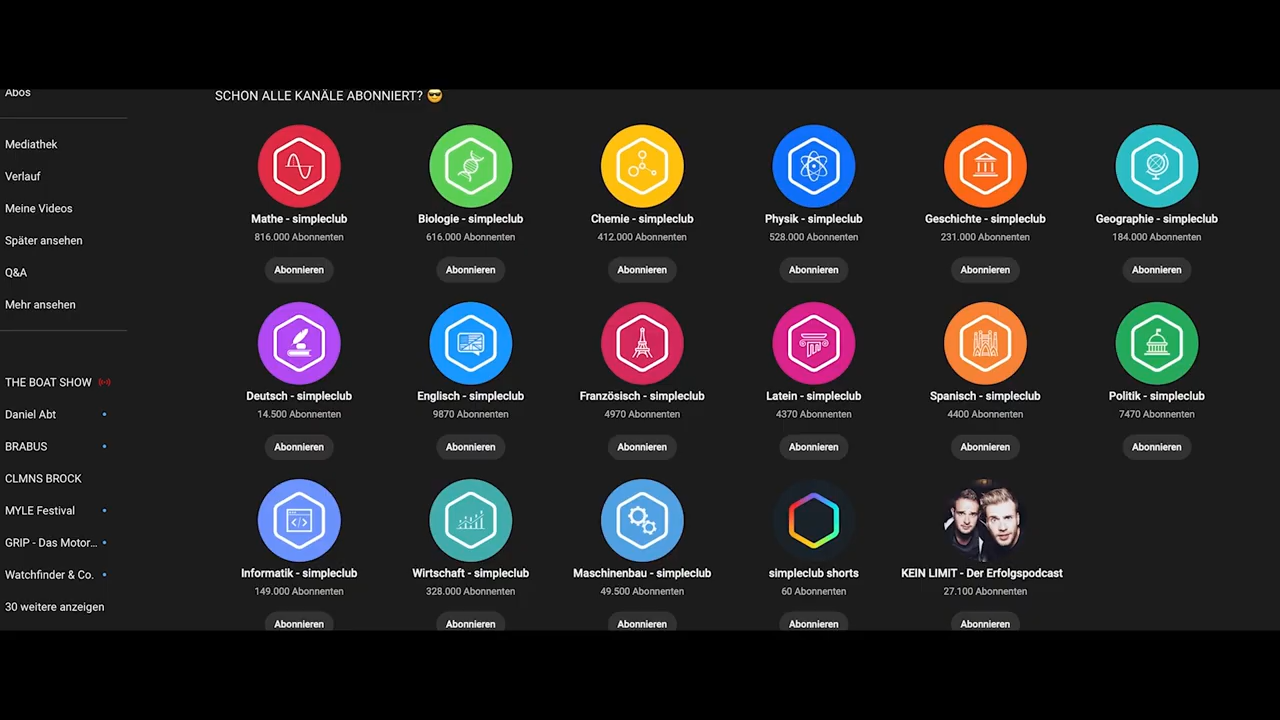 Abos
Mediathek
Verlauf
Meine Videos
Später ansehen
Q&A
Mehr ansehen
THE BOAT SHOW
Daniel Abt
BRABUS
CLMNS BROCK
MYLE Festival
GRIP - Das Motor...
Watchfinder & Co.
30 weitere anzeigen
SCHON ALLE KANÄLE ABONNIERT? 😎
Mathe - simpleclub
816.000 Abonnenten
Abonnieren
Biologie - simpleclub
616.000 Abonnenten
Abonnieren
Chemie - simpleclub
412.000 Abonnenten
Abonnieren
Physik - simpleclub
528.000 Abonnenten
Abonnieren
Geschichte - simpleclub
231.000 Abonnenten
Abonnieren
Geographie - simpleclub
184.000 Abonnenten
Abonnieren
Deutsch - simpleclub
14.500 Abonnenten
Abonnieren
Englisch - simpleclub
9870 Abonnenten
Abonnieren
Französisch - simpleclub
4970 Abonnenten
Abonnieren
Latein - simpleclub
4370 Abonnenten
Abonnieren
Spanisch - simpleclub
4400 Abonnenten
Abonnieren
Politik - simpleclub
7470 Abonnenten
Abonnieren
Informatik - simpleclub
149.000 Abonnenten
Abonnieren
Wirtschaft - simpleclub
328.000 Abonnenten
Abonnieren
Maschinenbau - simpleclub
49.500 Abonnenten
Abonnieren
simpleclub shorts
60 Abonnenten
Abonnieren
KEIN LIMIT - Der Erfolgspodcast
27.100 Abonnenten
Abonnieren